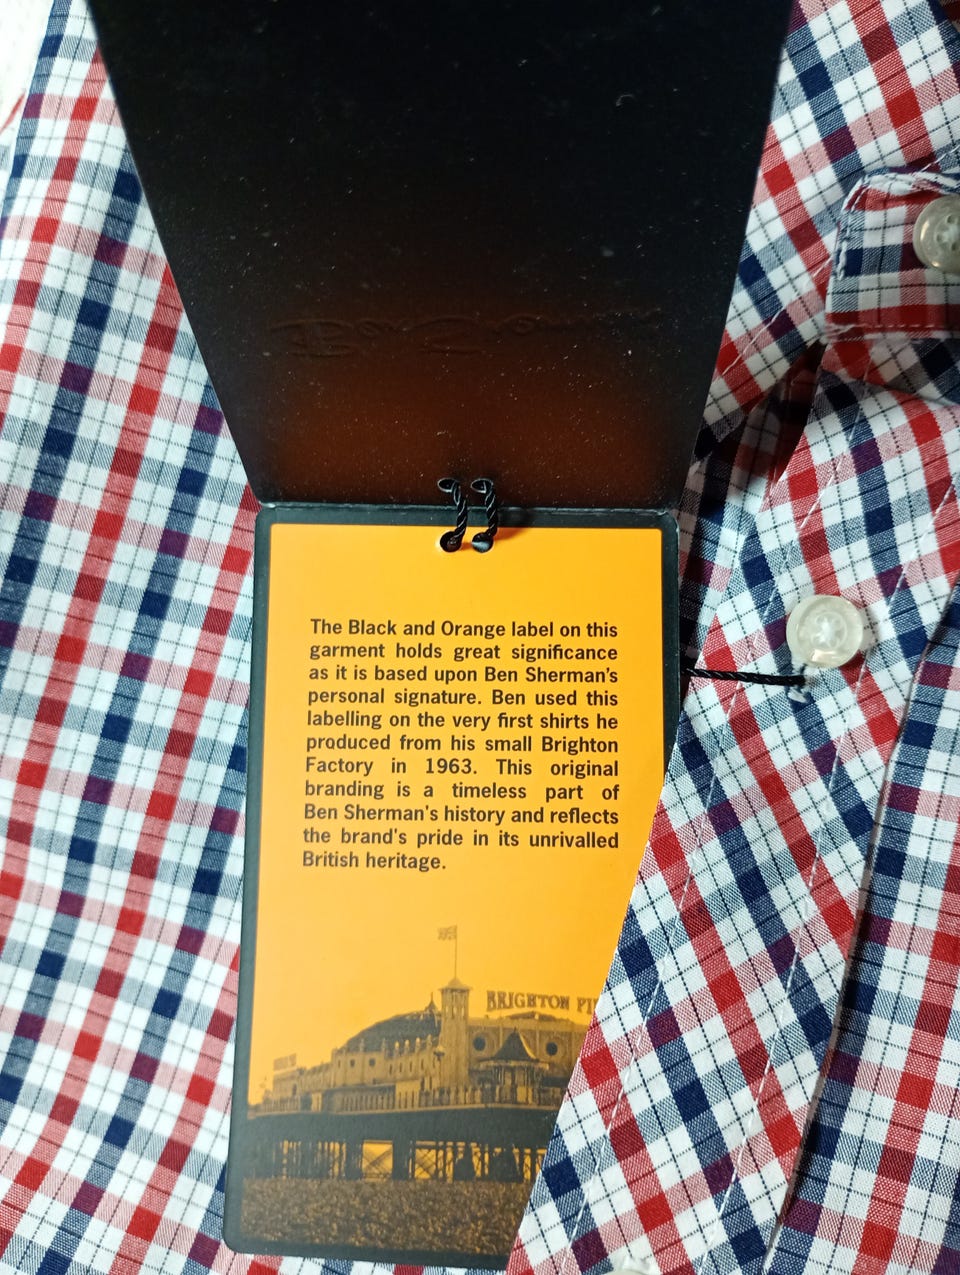 The Black and Orange label on this
garment holds great significance
as it is based upon Ben Sherman's
personal signature. Ben used this
labelling on the very first shirts he
produced from his small Brighton
Factory in 1963. This original
branding is a timeless part of
Ben Sherman's history and reflects
the brand's pride in its unrivalled
British heritage.
BRIGHTON